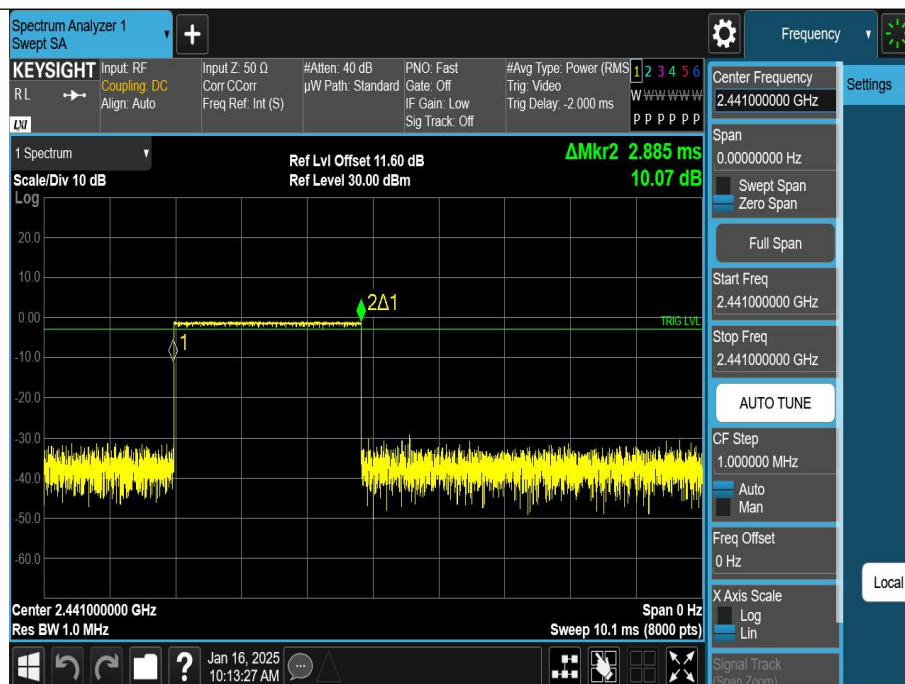 Spectrum Analyzer 1
Swept SA
+
Frequency
KEYSIGHT
RL
LXI
Input: RF
Coupling: DC
Align: Auto
Input Z: 50 Ω
Corr CCorr
Freq Ref: Int (S)
#Atten: 40 dB
µW Path: Standard
PNO: Fast
Gate: Off
IF Gain: Low
Sig Track: Off
#Avg Type: Power (RMS
Trig: Video
Trig Delay: -2.000 ms
1 2 3 4 5 6
W W W W W W
P P P P P P
1 Spectrum
Scale/Div 10 dB
Ref Lvl Offset 11.60 dB
Ref Level 30.00 dBm
ΔMkr2 2.885 ms
10.07 dB
Log
20.0
10.0
0.00
-10.0
-20.0
-30.0
-40.0
-50.0
-60.0
2Δ1
1
TRIG LVL
Center 2.441000000 GHz
Res BW 1.0 MHz
Span 0 Hz
Sweep 10.1 ms (8000 pts)
?
Jan 16, 2025
10:13:27 AM
Center Frequency
2.441000000 GHz
Span
0.00000000 Hz
Swept Span
Zero Span
Full Span
Start Freq
2.441000000 GHz
Stop Freq
2.441000000 GHz
AUTO TUNE
CF Step
1.000000 MHz
Auto
Man
Freq Offset
0 Hz
X Axis Scale
Log
Lin
Signal Track
(Span Zoom)
Settings
Local